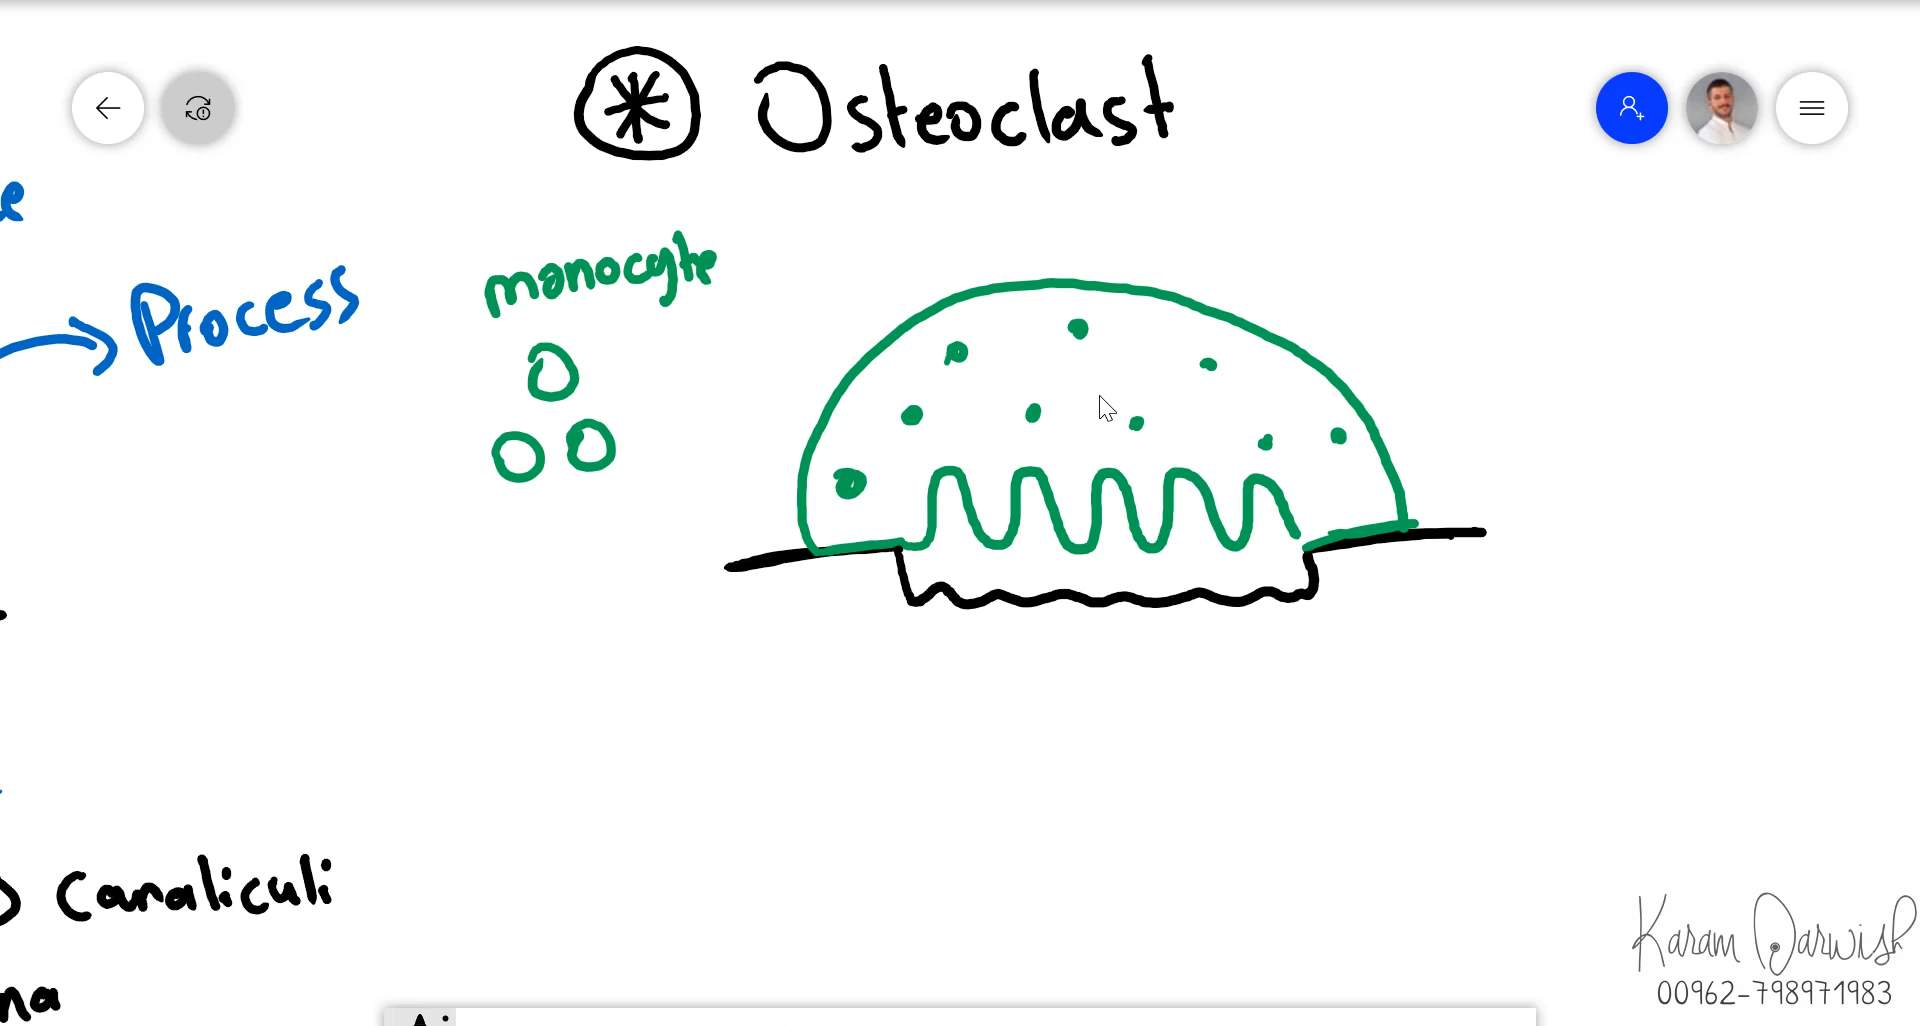 * Osteoclast
monocyte
Process
Canaliculi
Karam Darwish
00962-798971983